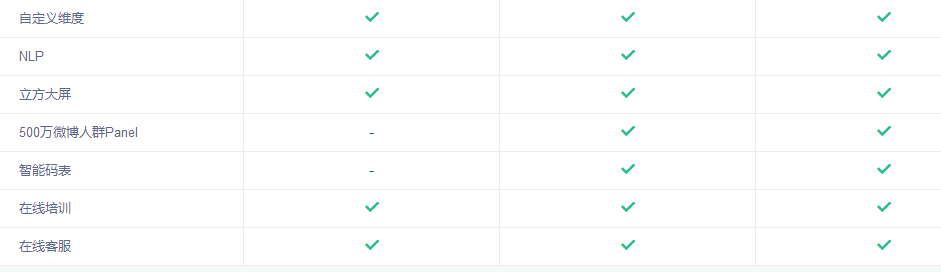 自定义维度 ✓ ✓ ✓
NLP ✓ ✓ ✓
立方大屏 ✓ ✓ ✓
500万微博人群Panel - ✓ ✓
智能码表 - ✓ ✓
在线培训 ✓ ✓ ✓
在线客服 ✓ ✓ ✓